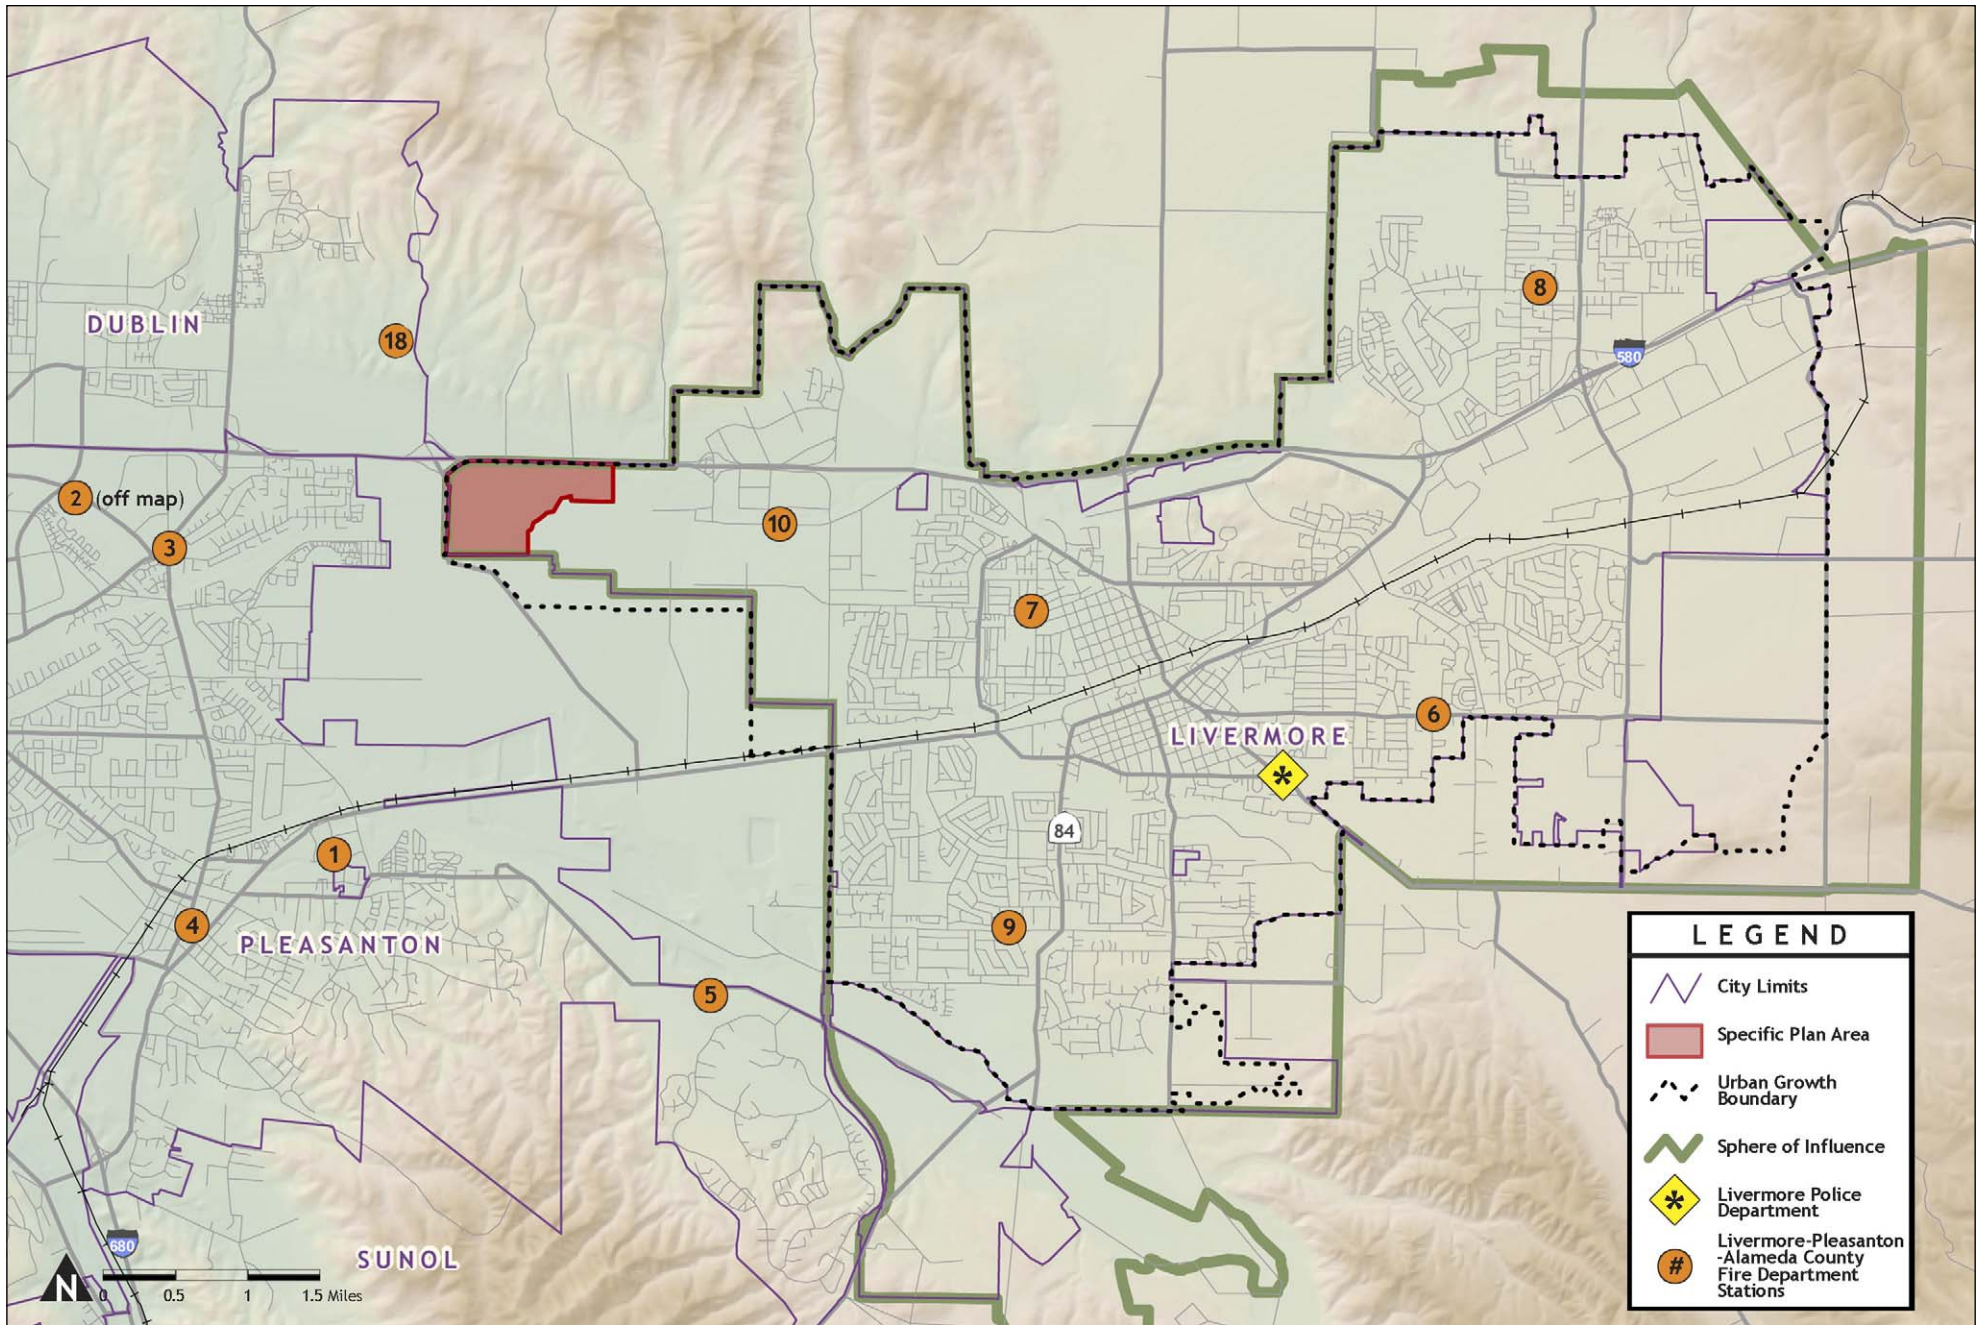 8
580
DUBLIN
18
2 (off map)
10
3
7
6
LIVERMORE
*
84
1
9
4
PLEASANTON
5
680
SUNOL
N
0 0.5 1 1.5 Miles
LEGEND
City Limits
Specific Plan Area
Urban Growth
Boundary
Sphere of Influence
*
Livermore Police
Department
#
Livermore-Pleasanton
-Alameda County
Fire Department
Stations